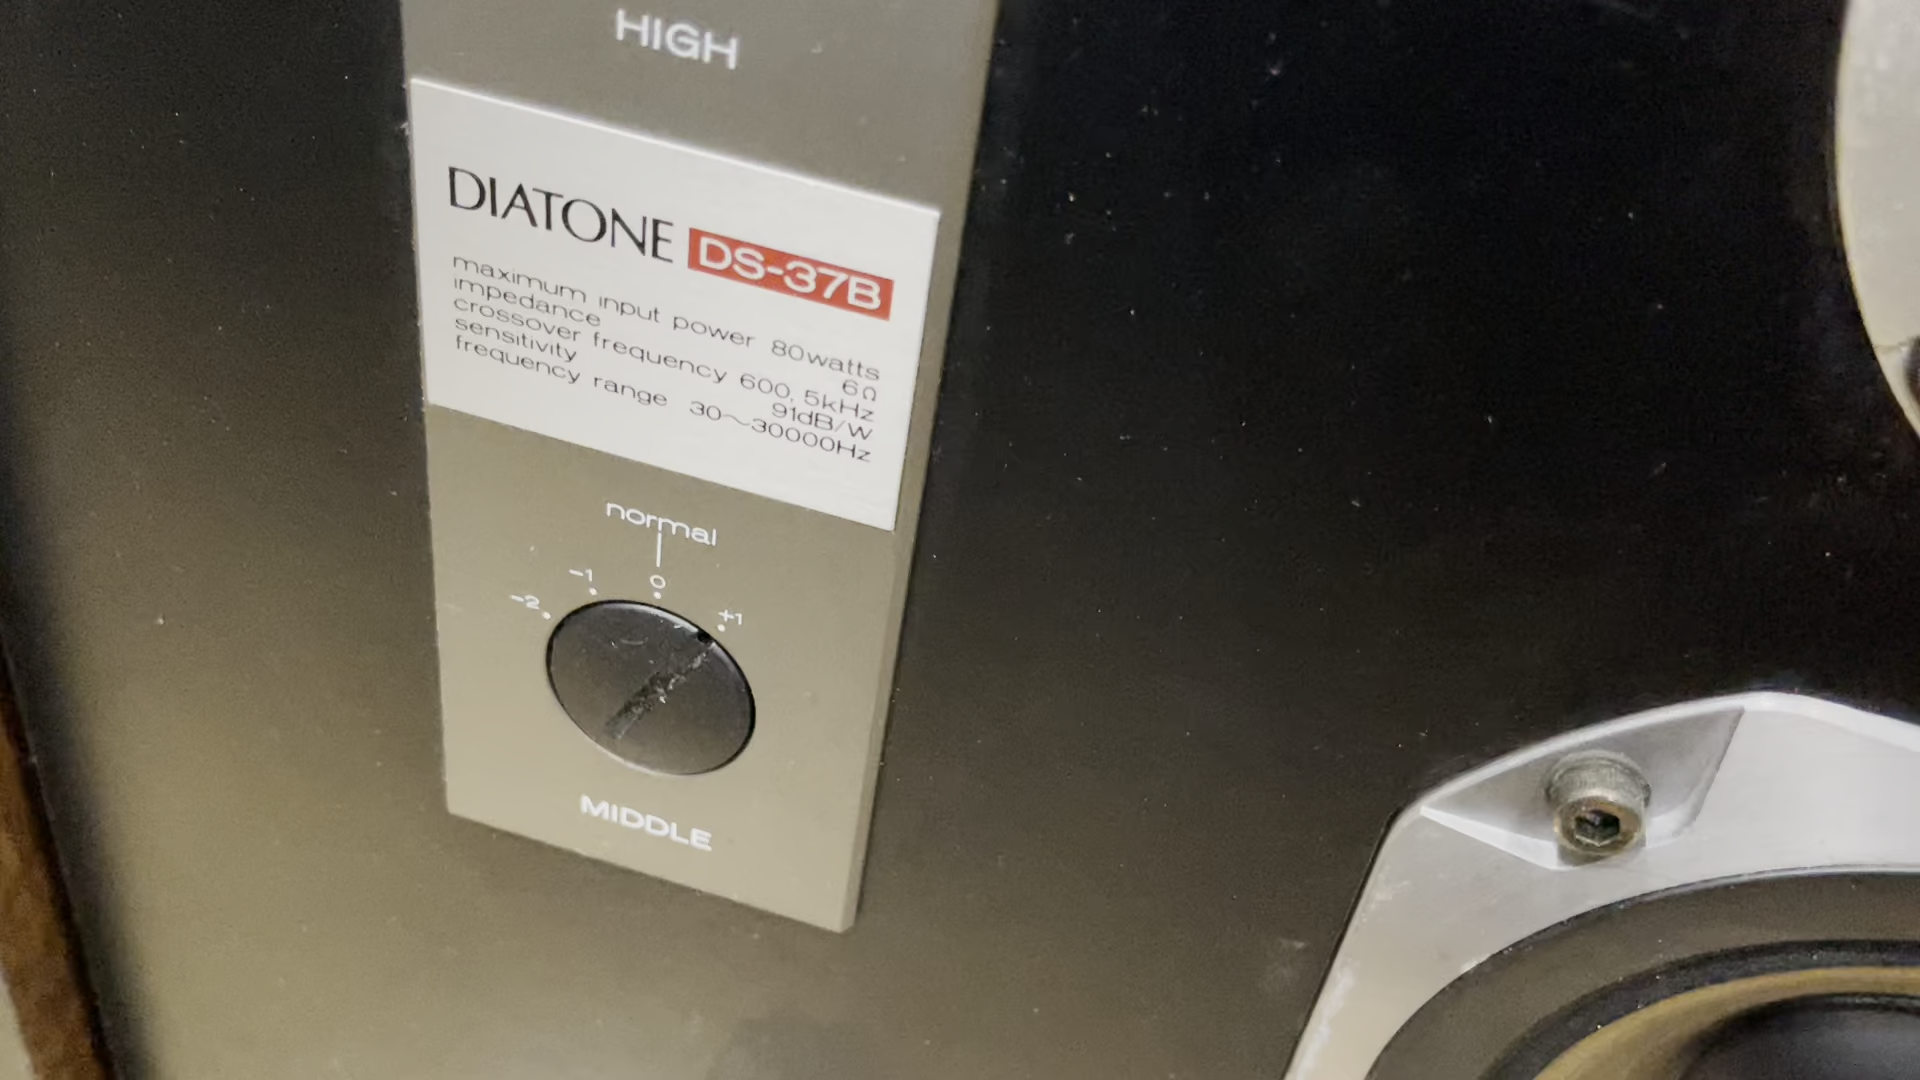 HIGH
DIATONE DS-37B
maximum input power 80watts
impedance 6Ω
crossover frequency 600, 5kHz
sensitivity 91dB/W
frequency range 30～30000Hz
normal
-2 -1 0 +1
MIDDLE